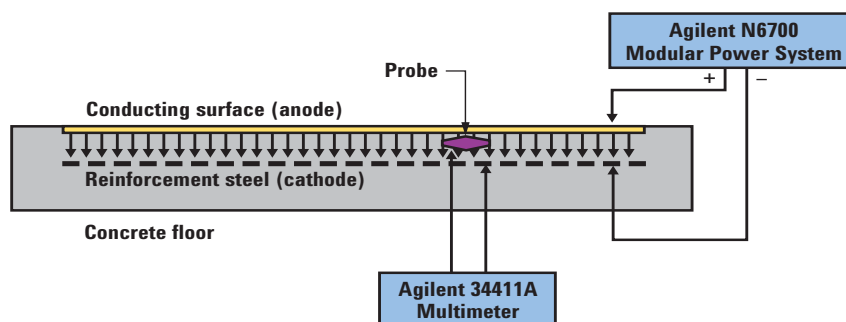 Agilent N6700
Modular Power System
+ –
Probe
Conducting surface (anode)
Reinforcement steel (cathode)
Concrete floor
Agilent 34411A
Multimeter